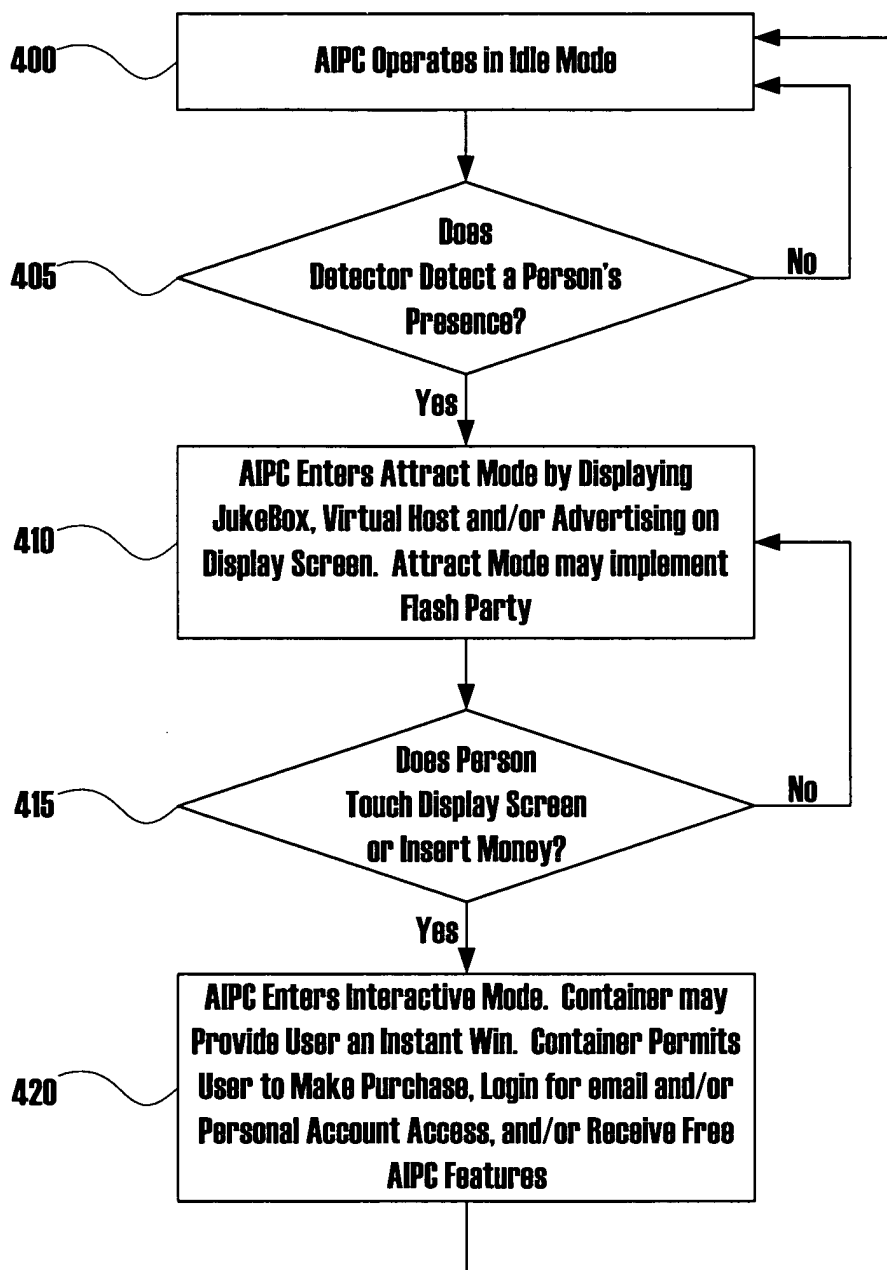 400
AIPC Operates in Idle Mode
405
Does
Detector Detect a Person's
Presence?
No
Yes
410
AIPC Enters Attract Mode by Displaying
JukeBox, Virtual Host and/or Advertising on
Display Screen. Attract Mode may implement
Flash Party
415
Does Person
Touch Display Screen
or Insert Money?
No
Yes
420
AIPC Enters Interactive Mode. Container may
Provide User an Instant Win. Container Permits
User to Make Purchase, Login for email and/or
Personal Account Access, and/or Receive Free
AIPC Features